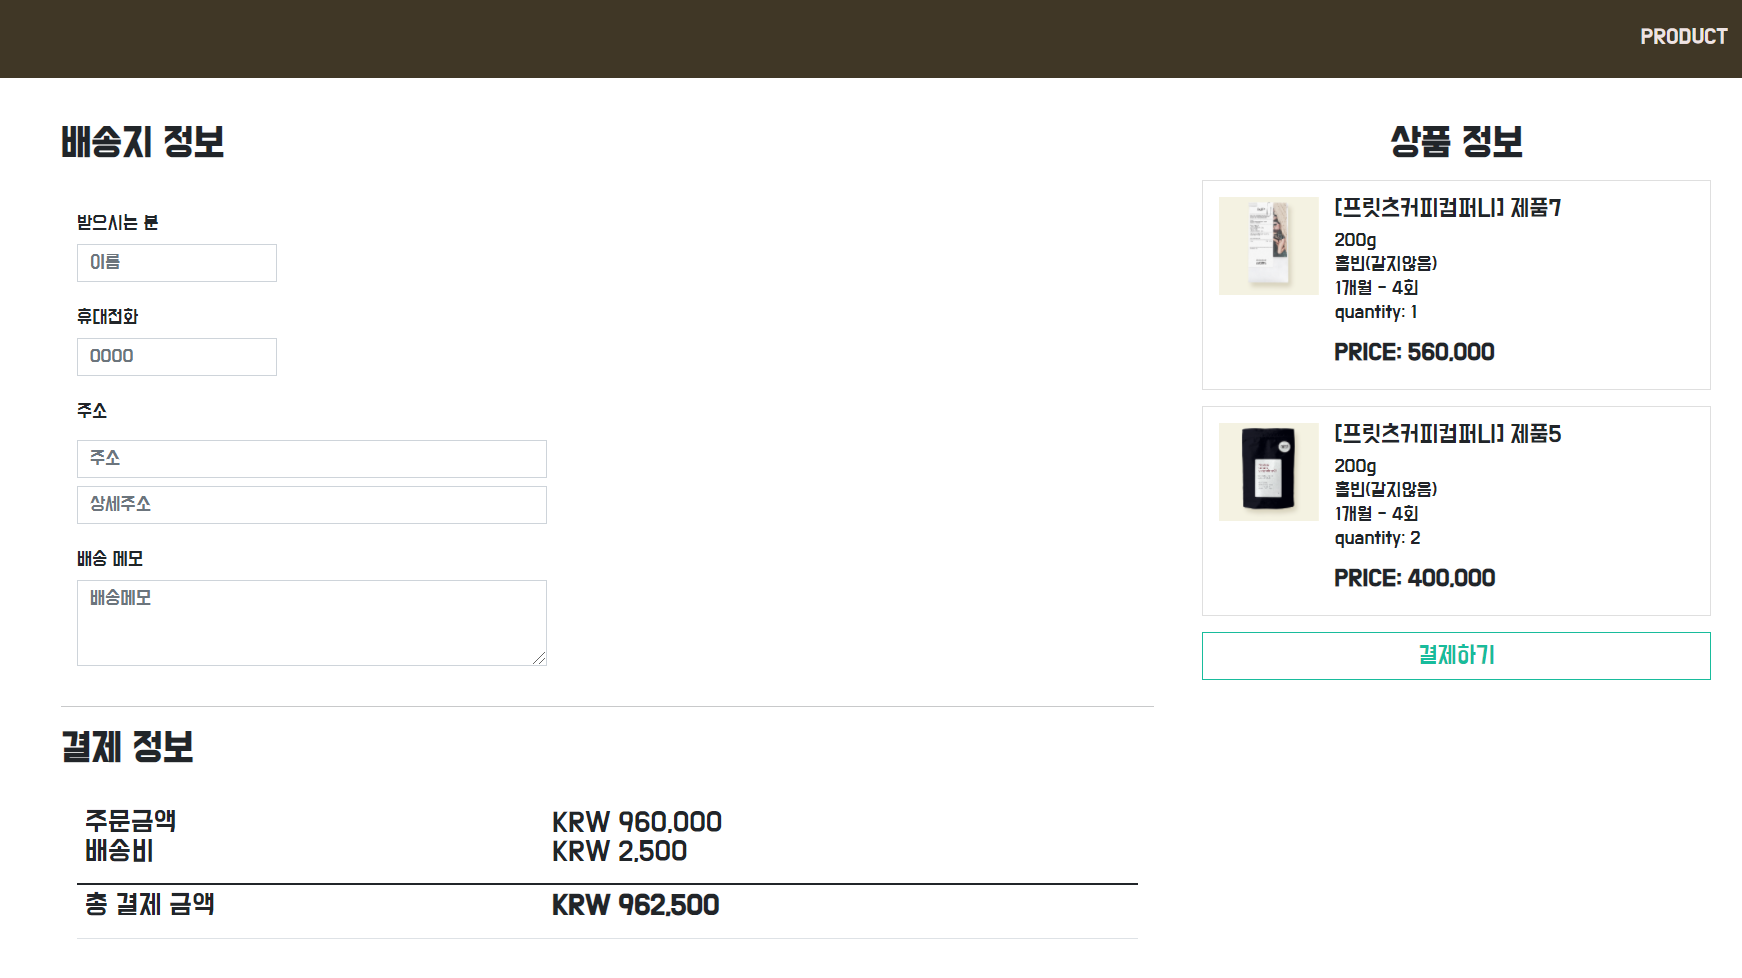 PRODUCT
배송지 정보
받으시는 분
이름
휴대전화
0000
주소
주소
상세주소
배송 메모
배송메모
결제 정보
주문금액 KRW 960,000
배송비 KRW 2,500
총 결제 금액 KRW 962,500
상품 정보
[프릿츠커피컴퍼니] 제품7
200g
홀빈(갈지않음)
1개월 - 4회
quantity: 1
PRICE: 560,000
[프릿츠커피컴퍼니] 제품5
200g
홀빈(갈지않음)
1개월 - 4회
quantity: 2
PRICE: 400,000
결제하기